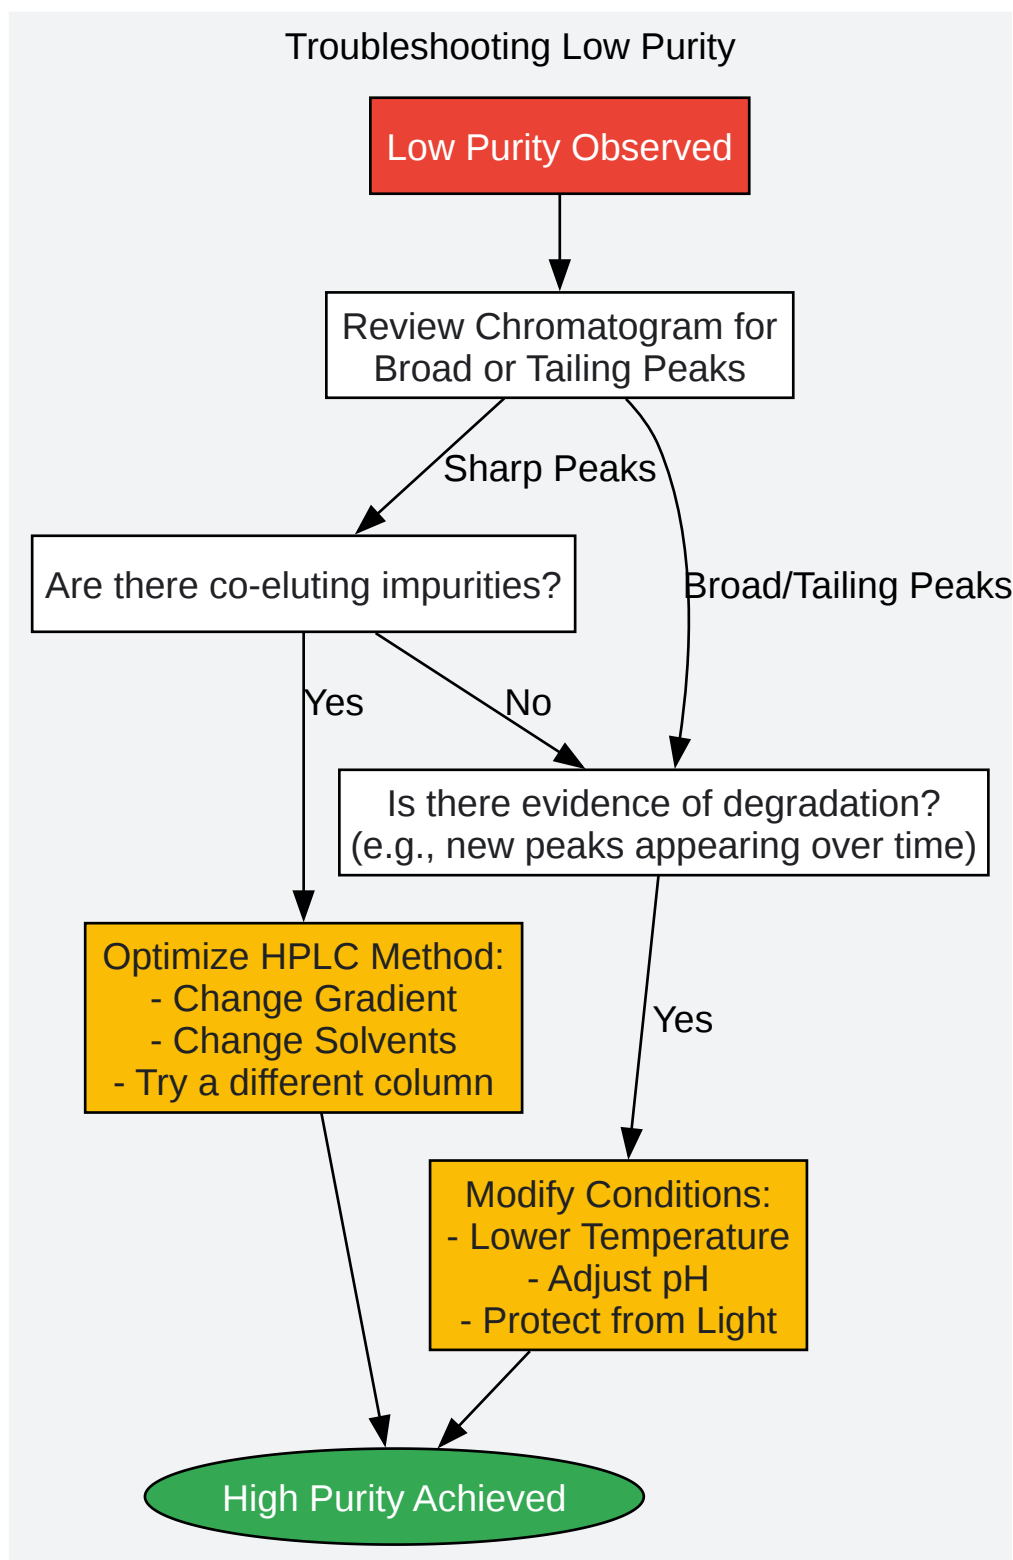 Troubleshooting Low Purity
Low Purity Observed
Review Chromatogram for
Broad or Tailing Peaks
Sharp Peaks
Are there co-eluting impurities?
Broad/Tailing Peaks
Yes
No
Is there evidence of degradation?
(e.g., new peaks appearing over time)
Optimize HPLC Method:
- Change Gradient
- Change Solvents
- Try a different column
Yes
Modify Conditions:
- Lower Temperature
- Adjust pH
- Protect from Light
High Purity Achieved